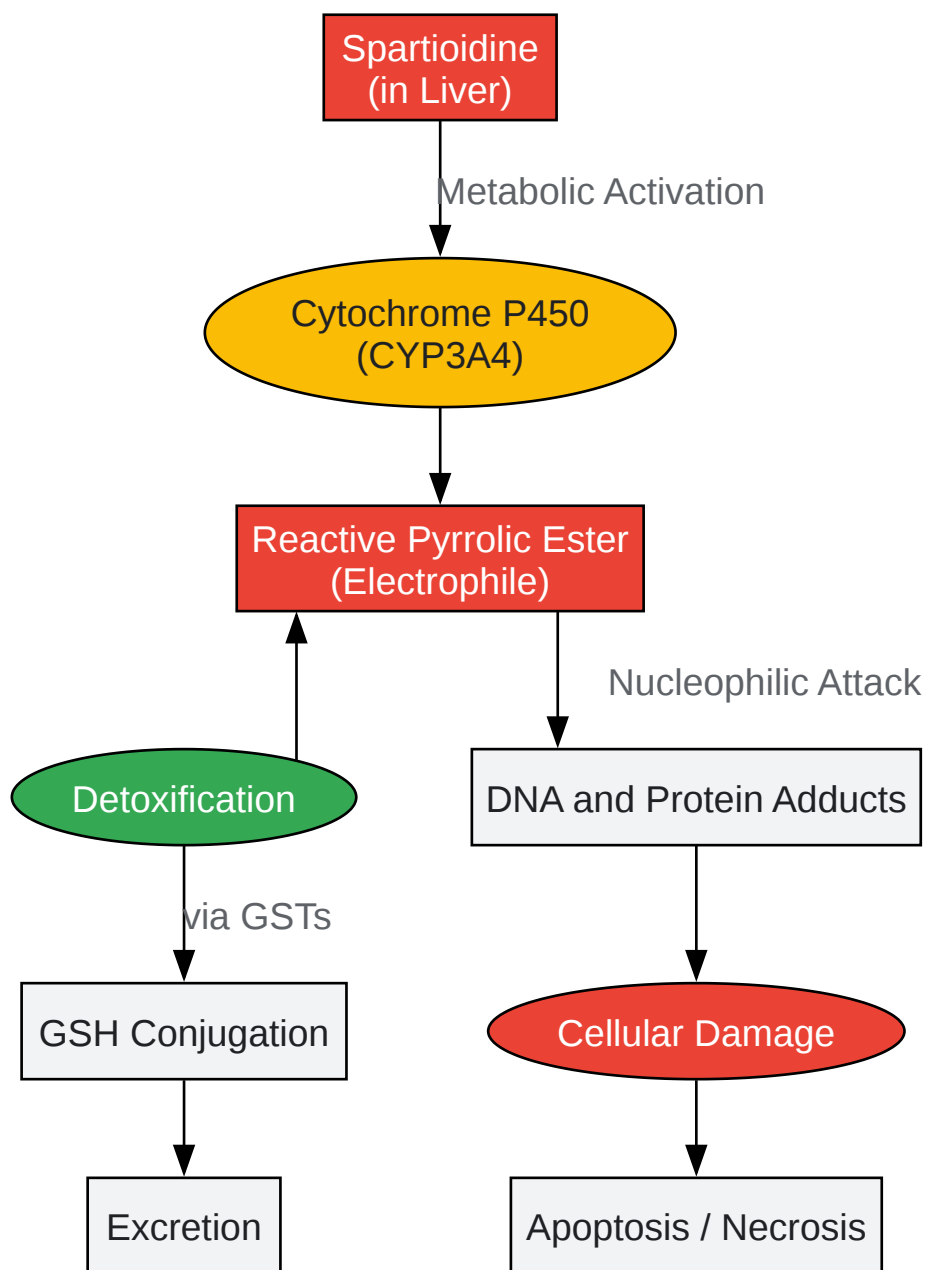 Spartioidine
(in Liver)
Metabolic Activation
Cytochrome P450
(CYP3A4)
Reactive Pyrrolic Ester
(Electrophile)
Nucleophilic Attack
Detoxification
DNA and Protein Adducts
via GSTs
GSH Conjugation
Cellular Damage
Excretion
Apoptosis / Necrosis